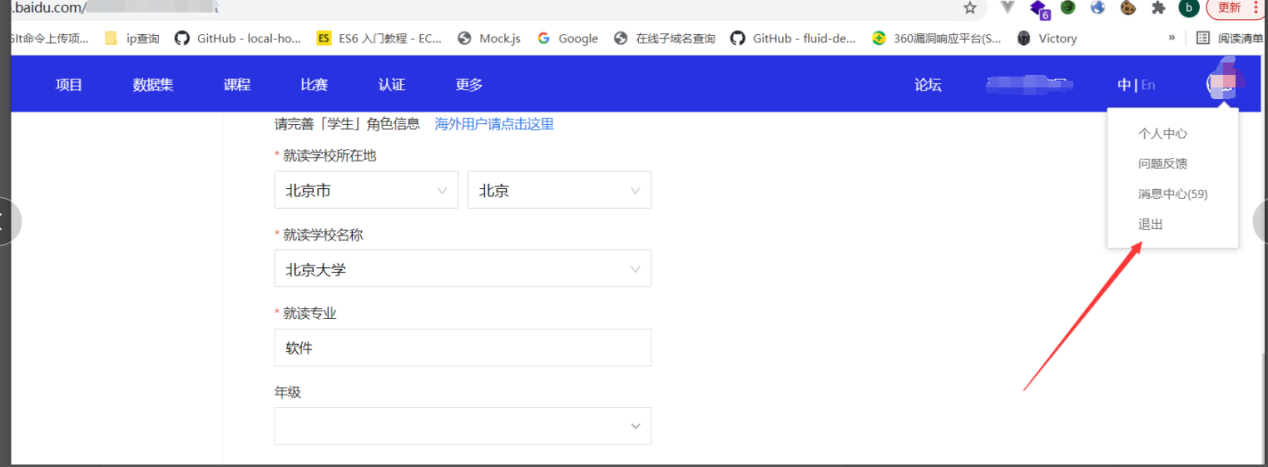 .baidu.com/
6
b
更新
Git命令上传项...
ip查询
GitHub - local-ho...
ES
ES6 入门教程 - EC...
Mock.js
Google
在线子域名查询
GitHub - fluid-de...
360漏洞响应平台(S...
Victory
»
阅读清单
项目
数据集
课程
比赛
认证
更多
论坛
中 | En
请完善「学生」角色信息 海外用户请点击这里
个人中心
问题反馈
消息中心(59)
退出
* 就读学校所在地
北京市
北京
* 就读学校名称
北京大学
* 就读专业
软件
年级